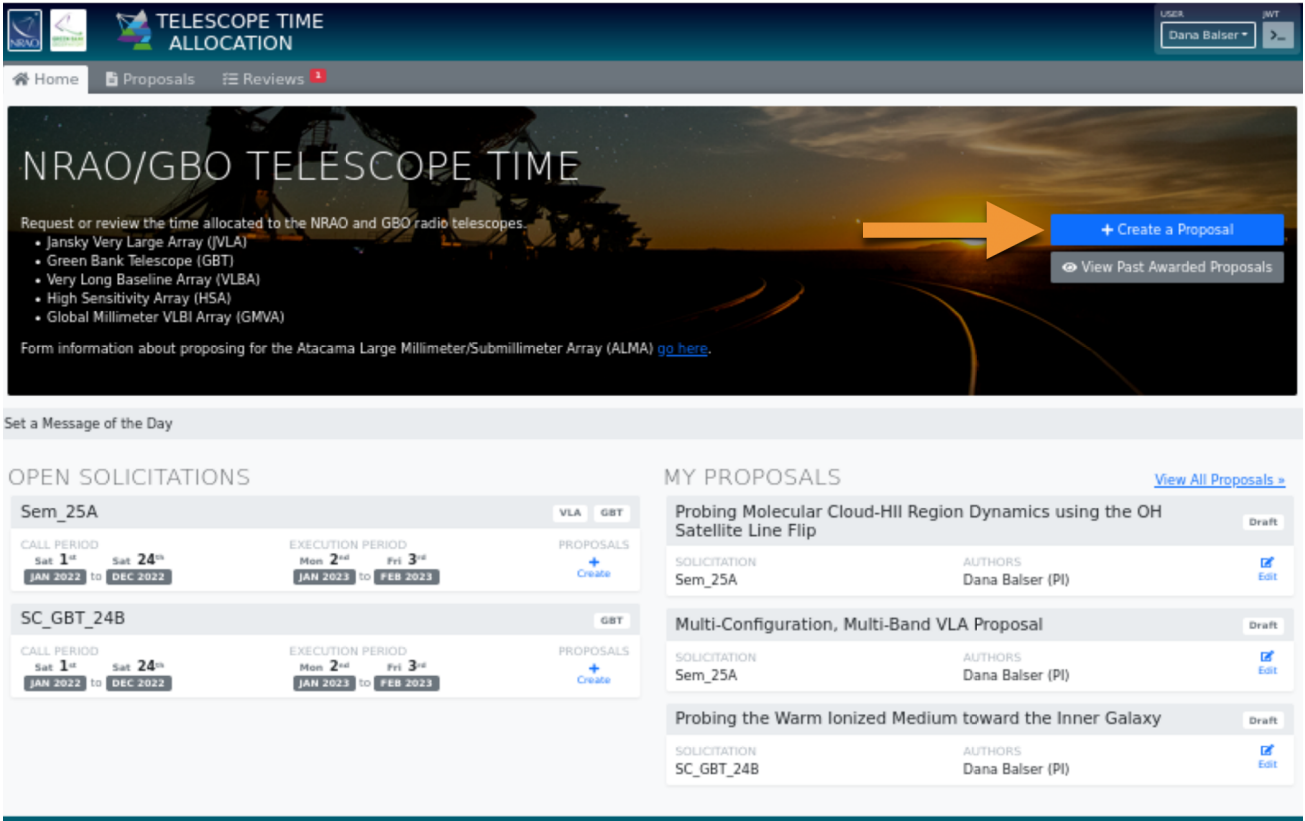 NRAO
GREEN BANK
TELESCOPE TIME
ALLOCATION
USER
JWT
Dana Balser
>_
Home
Proposals
Reviews 1
NRAO/GBO TELESCOPE TIME
Request or review the time allocated to the NRAO and GBO radio telescopes.
• Jansky Very Large Array (JVLA)
• Green Bank Telescope (GBT)
• Very Long Baseline Array (VLBA)
• High Sensitivity Array (HSA)
• Global Millimeter VLBI Array (GMVA)
Form information about proposing for the Atacama Large Millimeter/Submillimeter Array (ALMA) go here.
+ Create a Proposal
View Past Awarded Proposals
Set a Message of the Day
OPEN SOLICITATIONS
Sem_25A
VLA GBT
CALL PERIOD
Sat 1st Sat 24th
JAN 2022 to DEC 2022
EXECUTION PERIOD
Mon 2nd Fri 3rd
JAN 2023 to FEB 2023
PROPOSALS
+
Create
SC_GBT_24B
GBT
CALL PERIOD
Sat 1st Sat 24th
JAN 2022 to DEC 2022
EXECUTION PERIOD
Mon 2nd Fri 3rd
JAN 2023 to FEB 2023
PROPOSALS
+
Create
MY PROPOSALS
View All Proposals »
Probing Molecular Cloud-HII Region Dynamics using the OH
Satellite Line Flip
Draft
SOLICITATION
Sem_25A
AUTHORS
Dana Balser (PI)
Edit
Multi-Configuration, Multi-Band VLA Proposal
Draft
SOLICITATION
Sem_25A
AUTHORS
Dana Balser (PI)
Edit
Probing the Warm Ionized Medium toward the Inner Galaxy
Draft
SOLICITATION
SC_GBT_24B
AUTHORS
Dana Balser (PI)
Edit